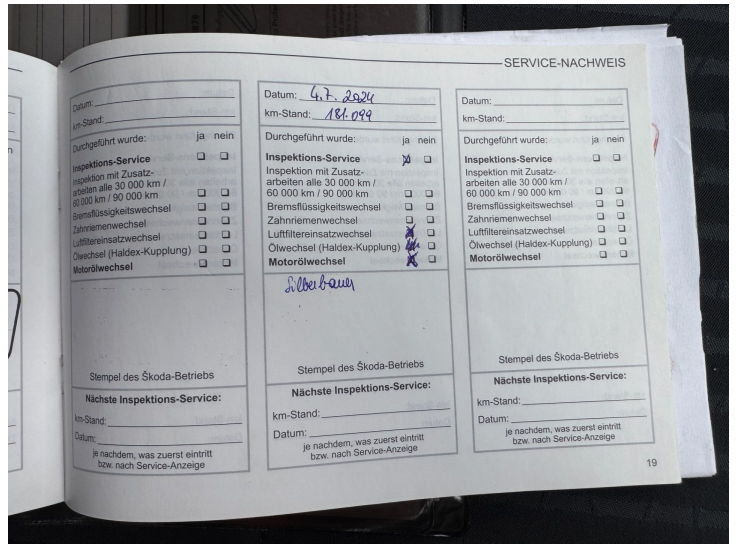 SERVICE-NACHWEIS
Datum:
km-Stand:
Durchgeführt wurde: ja nein
Inspektions-Service
Inspektion mit Zusatz-
arbeiten alle 30 000 km /
60 000 km / 90 000 km
Bremsflüssigkeitswechsel
Zahnriemenwechsel
Luftfiltereinsatzwechsel
Ölwechsel (Haldex-Kupplung)
Motorölwechsel
Stempel des Škoda-Betriebs
Nächste Inspektions-Service:
km-Stand:
Datum:
je nachdem, was zuerst eintritt
bzw. nach Service-Anzeige
Datum: 4.7.2024
km-Stand: 181.099
Durchgeführt wurde: ja nein
Inspektions-Service
Inspektion mit Zusatz-
arbeiten alle 30 000 km /
60 000 km / 90 000 km
Bremsflüssigkeitswechsel
Zahnriemenwechsel
Luftfiltereinsatzwechsel
Ölwechsel (Haldex-Kupplung)
Motorölwechsel
Silberbauer
Stempel des Škoda-Betriebs
Nächste Inspektions-Service:
km-Stand:
Datum:
je nachdem, was zuerst eintritt
bzw. nach Service-Anzeige
Datum:
km-Stand:
Durchgeführt wurde: ja nein
Inspektions-Service
Inspektion mit Zusatz-
arbeiten alle 30 000 km /
60 000 km / 90 000 km
Bremsflüssigkeitswechsel
Zahnriemenwechsel
Luftfiltereinsatzwechsel
Ölwechsel (Haldex-Kupplung)
Motorölwechsel
Stempel des Škoda-Betriebs
Nächste Inspektions-Service:
km-Stand:
Datum:
je nachdem, was zuerst eintritt
bzw. nach Service-Anzeige
19